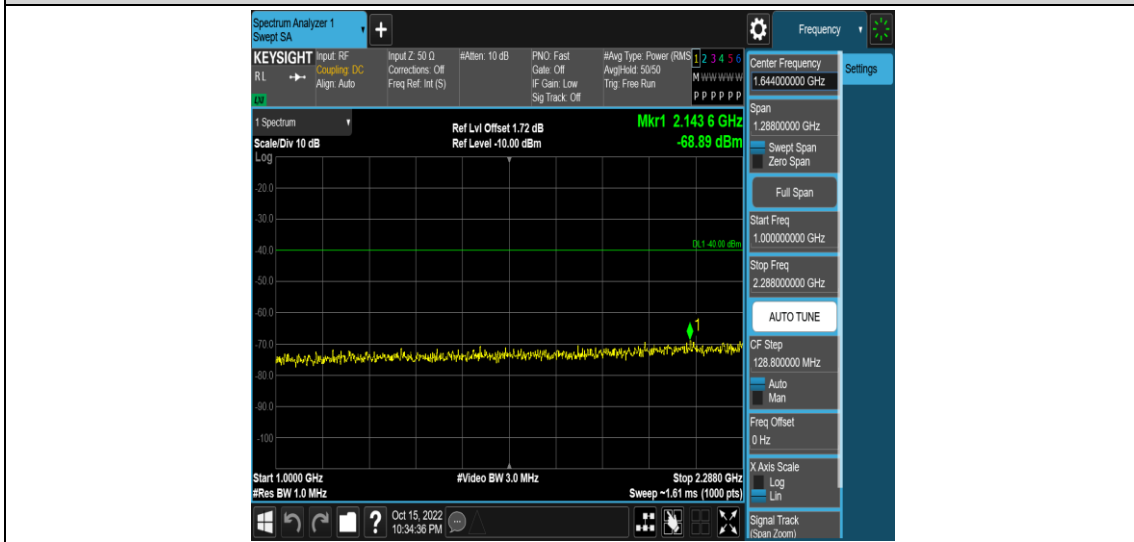 Spectrum Analyzer 1
Swept SA
+
Frequency
KEYSIGHT
RL
LXI
Input: RF
Coupling: DC
Align: Auto
Input Z: 50 Ω
Corrections: Off
Freq Ref: Int (S)
#Atten: 10 dB
PNO: Fast
Gate: Off
IF Gain: Low
Sig Track: Off
#Avg Type: Power (RMS
Avg|Hold: 50/50
Trig: Free Run
1 2 3 4 5 6
M W W W W W
P P P P P P
Center Frequency
1.644000000 GHz
Settings
1 Spectrum
Scale/Div 10 dB
Log
Ref Lvl Offset 1.72 dB
Ref Level -10.00 dBm
Mkr1 2.143 6 GHz
-68.89 dBm
Span
1.28800000 GHz
Swept Span
Zero Span
Full Span
Start Freq
1.000000000 GHz
Stop Freq
2.288000000 GHz
AUTO TUNE
CF Step
128.800000 MHz
Auto
Man
Freq Offset
0 Hz
X Axis Scale
Log
Lin
Signal Track
(Span Zoom)
-20.0
-30.0
-40.0
DL1 -40.00 dBm
-50.0
-60.0
1
-70.0
-80.0
-90.0
-100
Start 1.0000 GHz
#Res BW 1.0 MHz
#Video BW 3.0 MHz
Stop 2.2880 GHz
Sweep ~1.61 ms (1000 pts)
?
Oct 15, 2022
10:34:36 PM